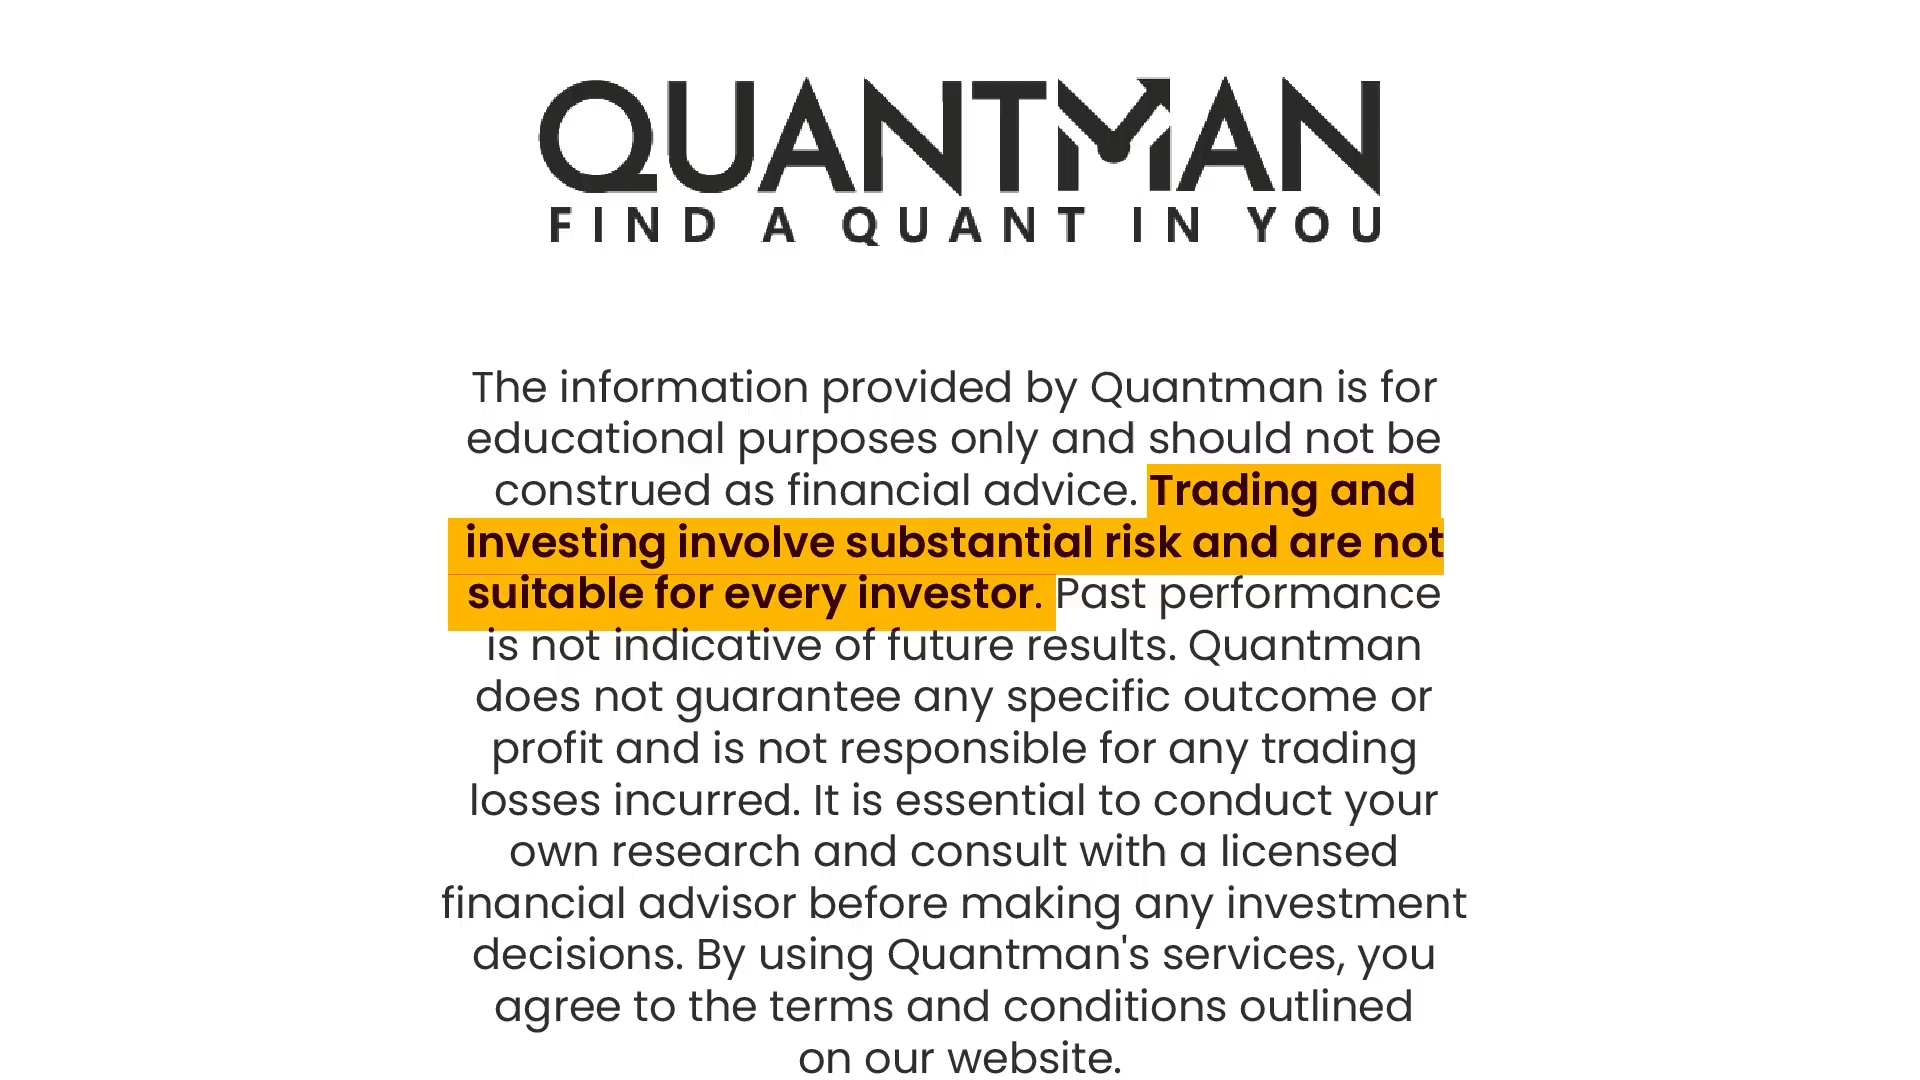 QUANTMAN
FIND A QUANT IN YOU
The information provided by Quantman is for
educational purposes only and should not be
construed as financial advice. Trading and
investing involve substantial risk and are not
suitable for every investor. Past performance
is not indicative of future results. Quantman
does not guarantee any specific outcome or
profit and is not responsible for any trading
losses incurred. It is essential to conduct your
own research and consult with a licensed
financial advisor before making any investment
decisions. By using Quantman's services, you
agree to the terms and conditions outlined
on our website.